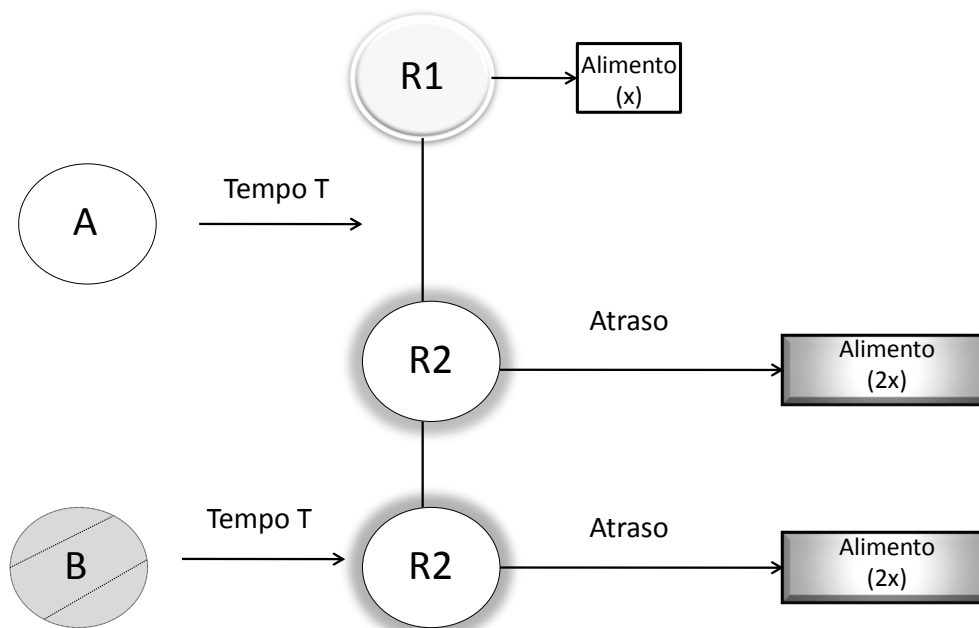 R1
Alimento
(x)
Tempo T
A
R2
Atraso
Alimento
(2x)
Tempo T
B
R2
Atraso
Alimento
(2x)